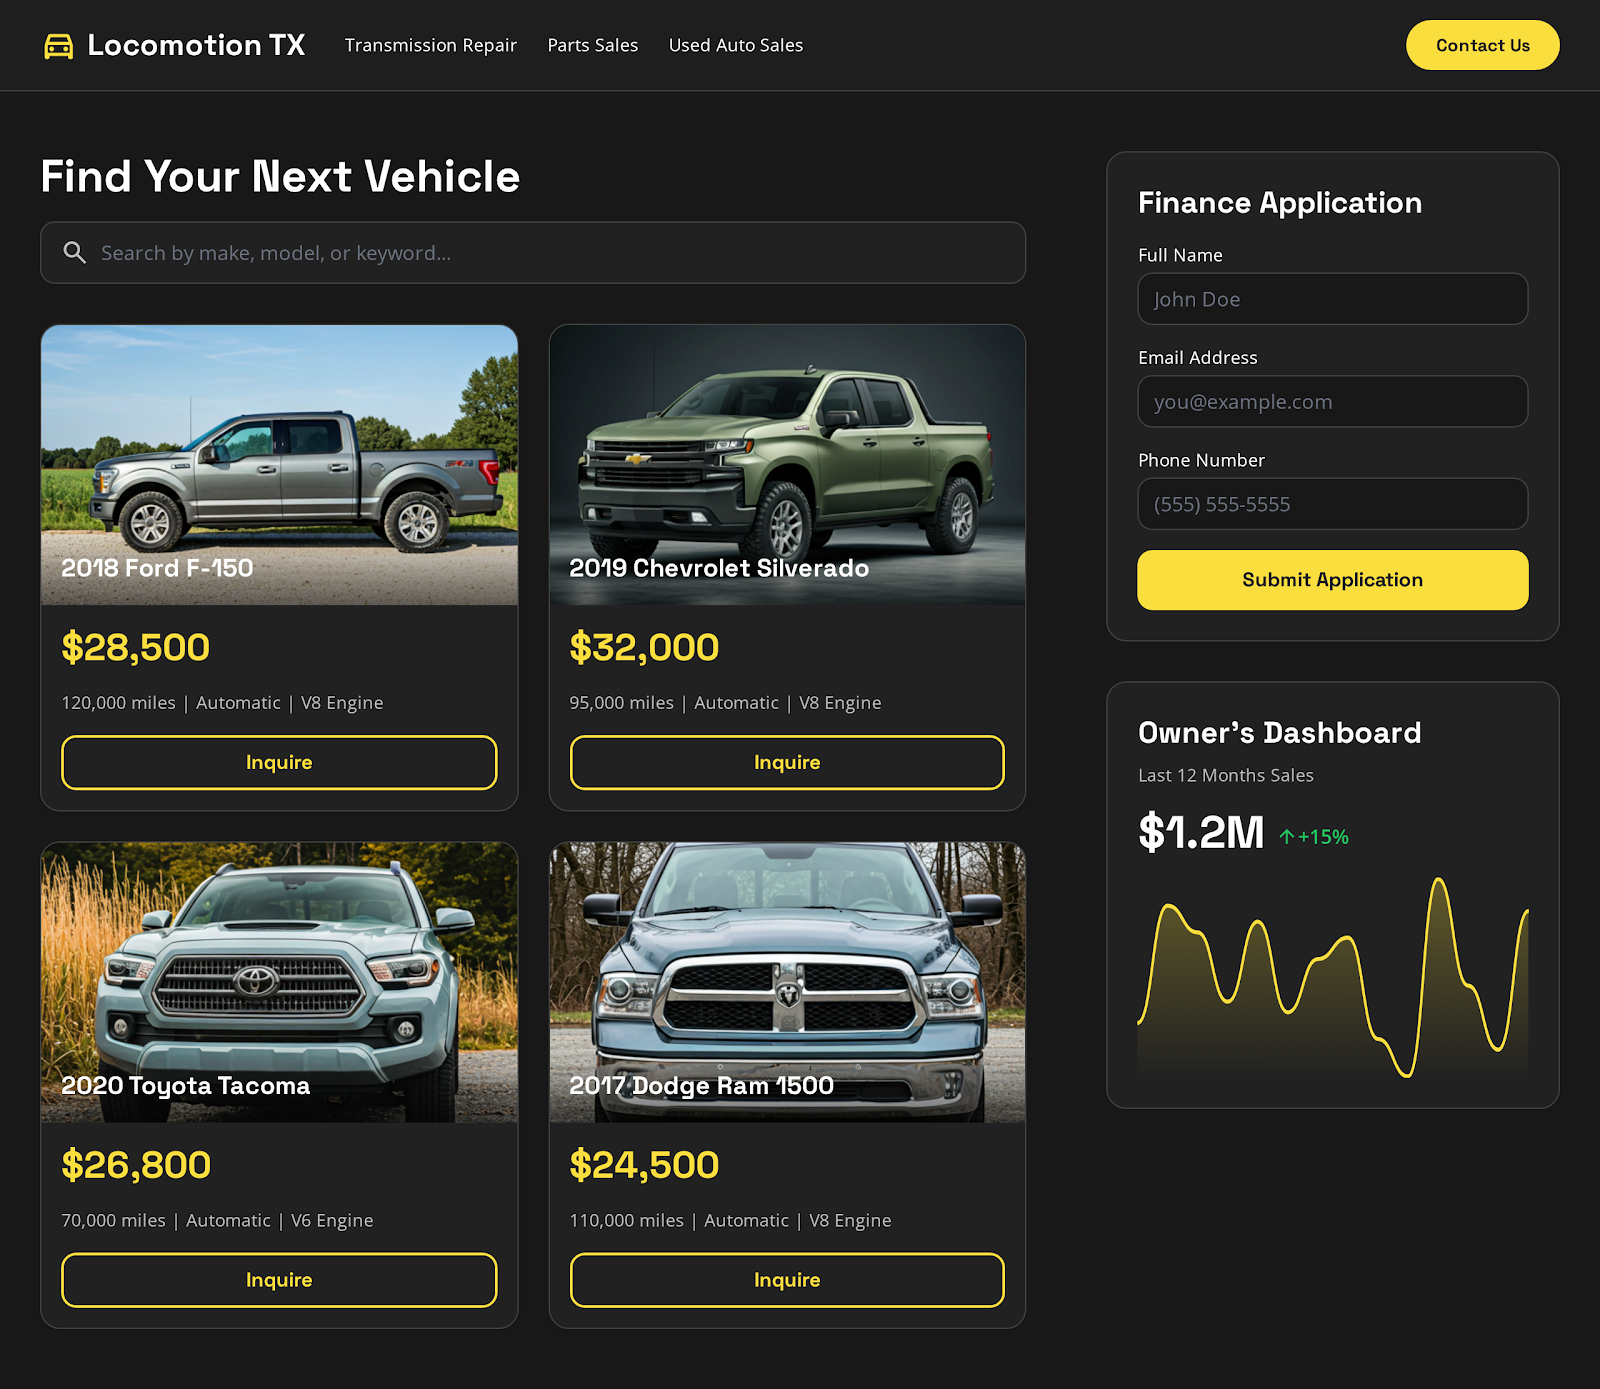 Locomotion TX
Transmission Repair
Parts Sales
Used Auto Sales
Contact Us
Find Your Next Vehicle
Search by make, model, or keyword...
2018 Ford F-150
$28,500
120,000 miles | Automatic | V8 Engine
Inquire
2019 Chevrolet Silverado
$32,000
95,000 miles | Automatic | V8 Engine
Inquire
2020 Toyota Tacoma
$26,800
70,000 miles | Automatic | V6 Engine
Inquire
2017 Dodge Ram 1500
$24,500
110,000 miles | Automatic | V8 Engine
Inquire
Finance Application
Full Name
John Doe
Email Address
you@example.com
Phone Number
(555) 555-5555
Submit Application
Owner’s Dashboard
Last 12 Months Sales
$1.2M ↑+15%